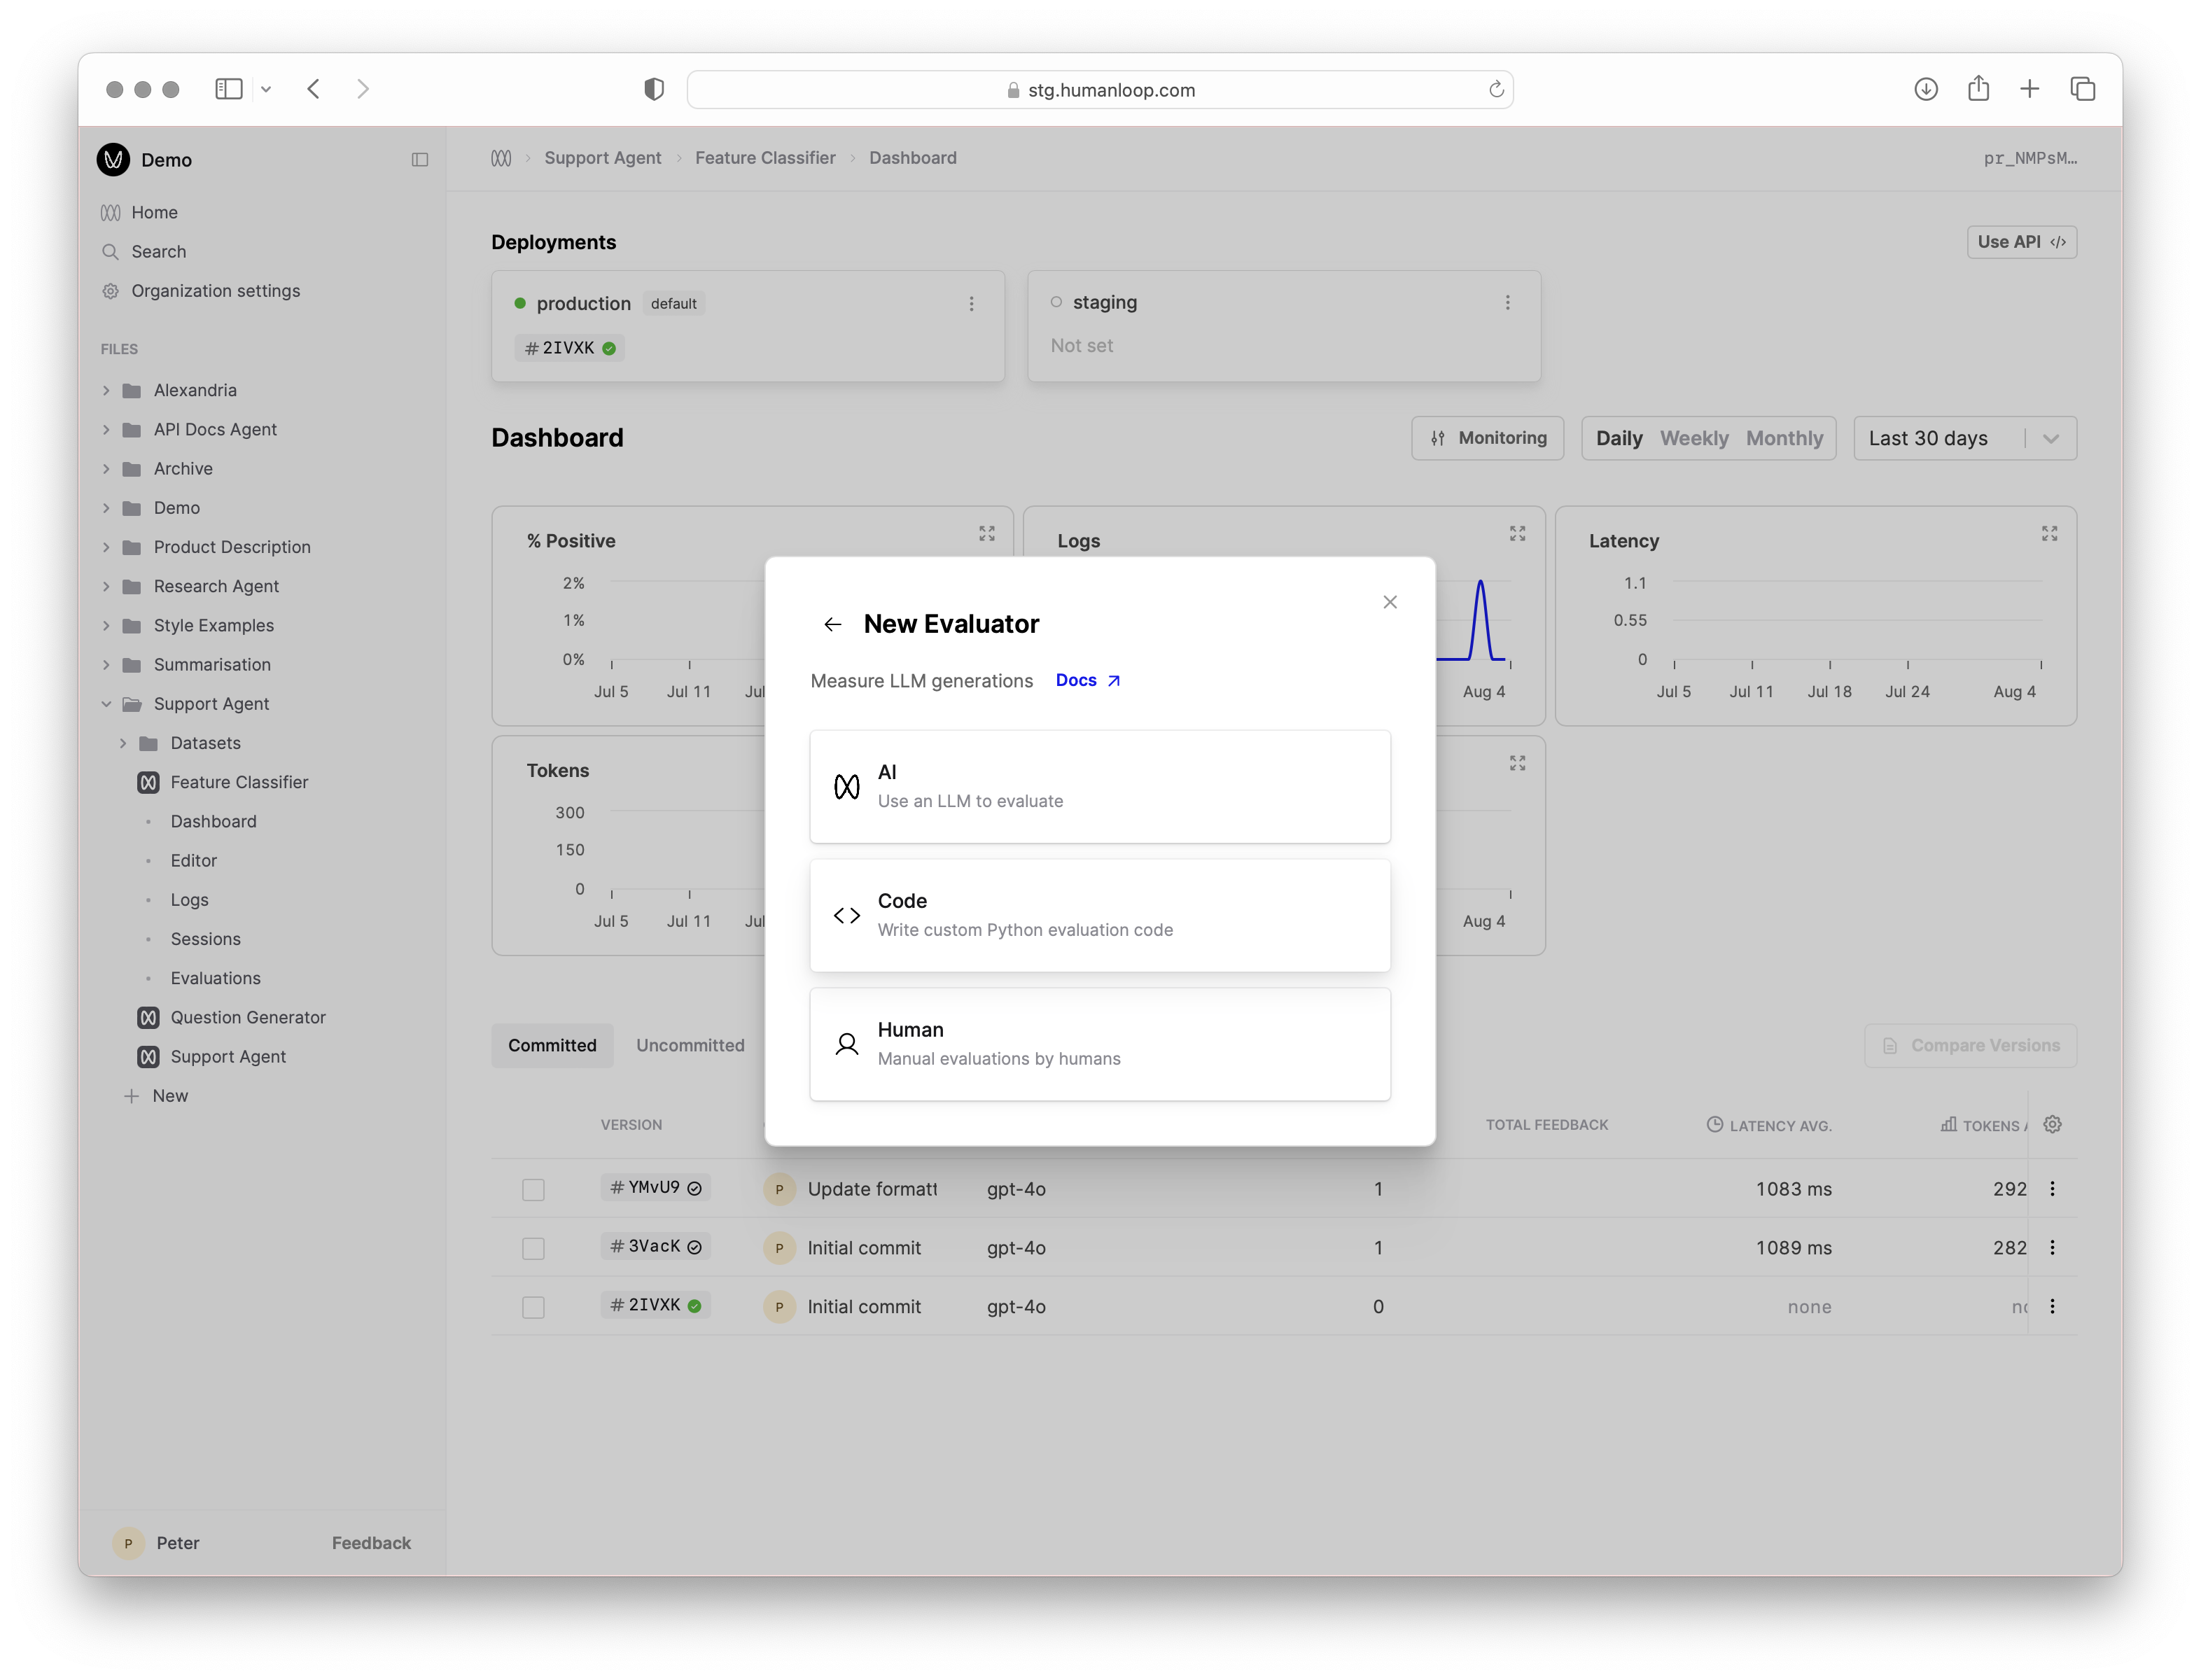 stg.humanloop.com
Demo
Home
Search
Organization settings
FILES
Alexandria
API Docs Agent
Archive
Demo
Product Description
Research Agent
Style Examples
Summarisation
Support Agent
Datasets
Feature Classifier
Dashboard
Editor
Logs
Sessions
Evaluations
Question Generator
Support Agent
New
P Peter Feedback
Support Agent Feature Classifier Dashboard pr_NMPsM…
Deployments Use API
production default
#2IVXK
staging
Not set
Dashboard Monitoring Daily Weekly Monthly Last 30 days
% Positive
2%
1%
0%
Jul 5 Jul 11
Logs
Aug 4
Latency
1.1
0.55
0
Jul 5 Jul 11 Jul 18 Jul 24 Aug 4
Tokens
300
150
0
Jul 5 Jul 11
Aug 4
New Evaluator
Measure LLM generations Docs
AI
Use an LLM to evaluate
Code
Write custom Python evaluation code
Human
Manual evaluations by humans
Committed Uncommitted Compare Versions
VERSION TOTAL FEEDBACK LATENCY AVG. TOKENS
#YMvU9 P Update formatt gpt-4o 1 1083 ms 292
#3VacK P Initial commit gpt-4o 1 1089 ms 282
#2IVXK P Initial commit gpt-4o 0 none